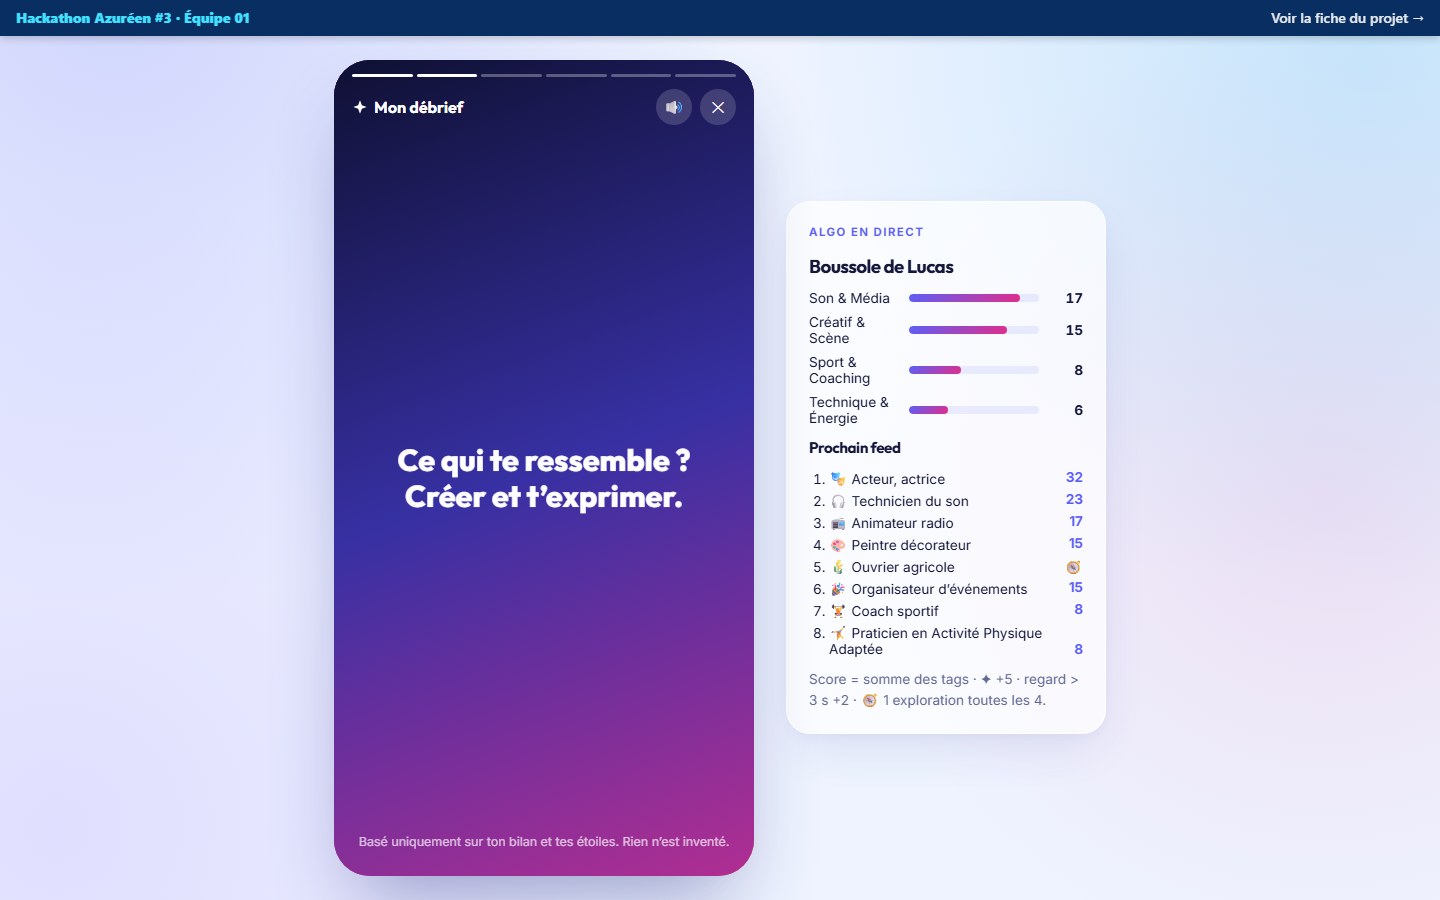 Hackathon Azuréen #3 · Équipe 01
Voir la fiche du projet →
✦ Mon débrief
Ce qui te ressemble ?
Créer et t’exprimer.
Basé uniquement sur ton bilan et tes étoiles. Rien n’est inventé.
ALGO EN DIRECT
Boussole de Lucas
Son & Média 17
Créatif &
Scène 15
Sport &
Coaching 8
Technique &
Énergie 6
Prochain feed
1. 🎭 Acteur, actrice 32
2. 🎧 Technicien du son 23
3. 📻 Animateur radio 17
4. 🎨 Peintre décorateur 15
5. 🌾 Ouvrier agricole 🧭
6. 🎉 Organisateur d’événements 15
7. 🏋️ Coach sportif 8
8. 🤸 Praticien en Activité Physique
Adaptée 8
Score = somme des tags · ✦ +5 · regard >
3 s +2 · 🧭 1 exploration toutes les 4.